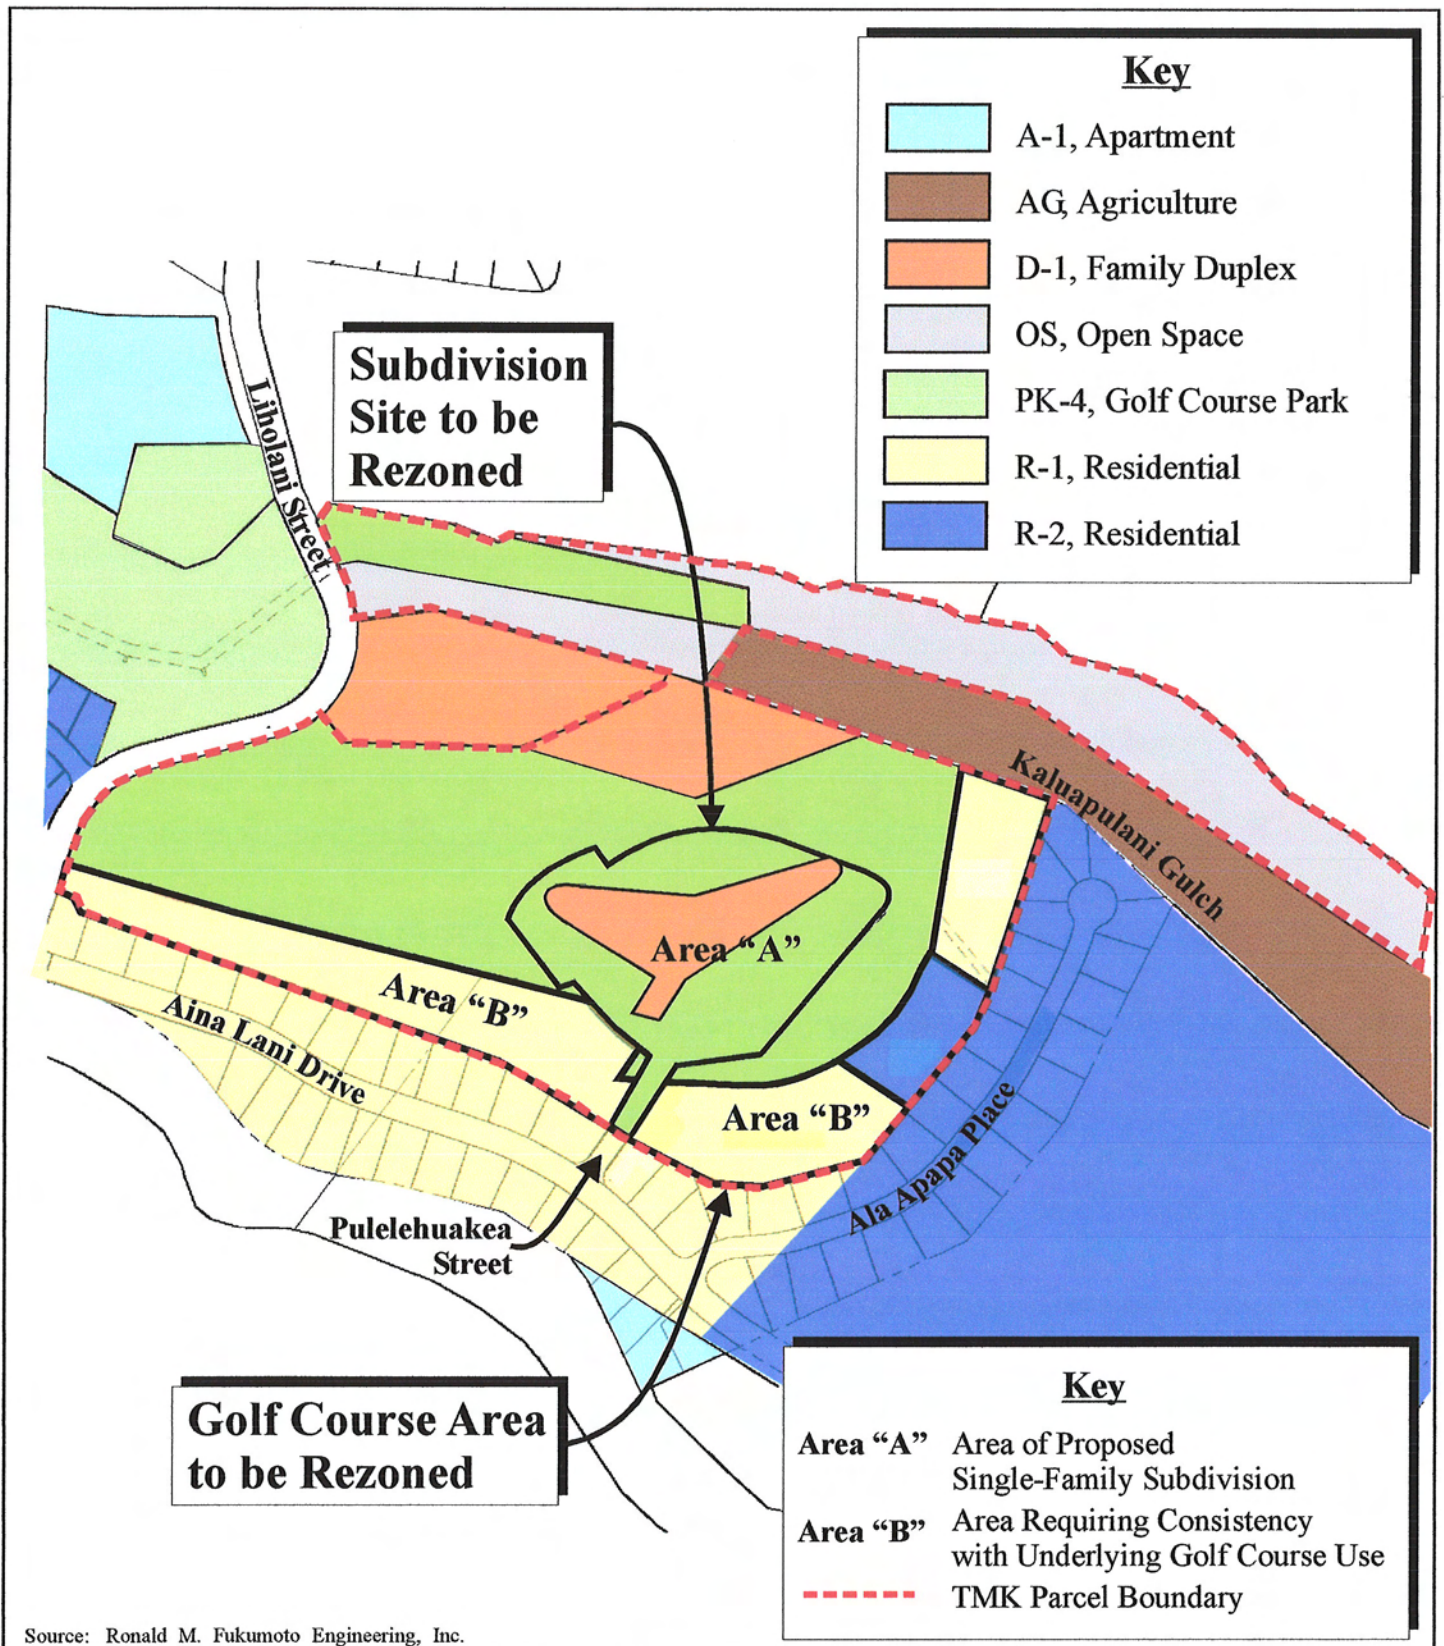 Key
A-1, Apartment
AG, Agriculture
D-1, Family Duplex
OS, Open Space
PK-4, Golf Course Park
R-1, Residential
R-2, Residential
Subdivision
Site to be
Rezoned
Liholani Street
Kaluapulani Gulch
Area “A”
Area “B”
Aina Lani Drive
Area “B”
Ala Apapa Place
Pulelehuakea
Street
Golf Course Area
to be Rezoned
Key
Area “A” Area of Proposed
Single-Family Subdivision
Area “B” Area Requiring Consistency
with Underlying Golf Course Use
TMK Parcel Boundary
Source: Ronald M. Fukumoto Engineering, Inc.